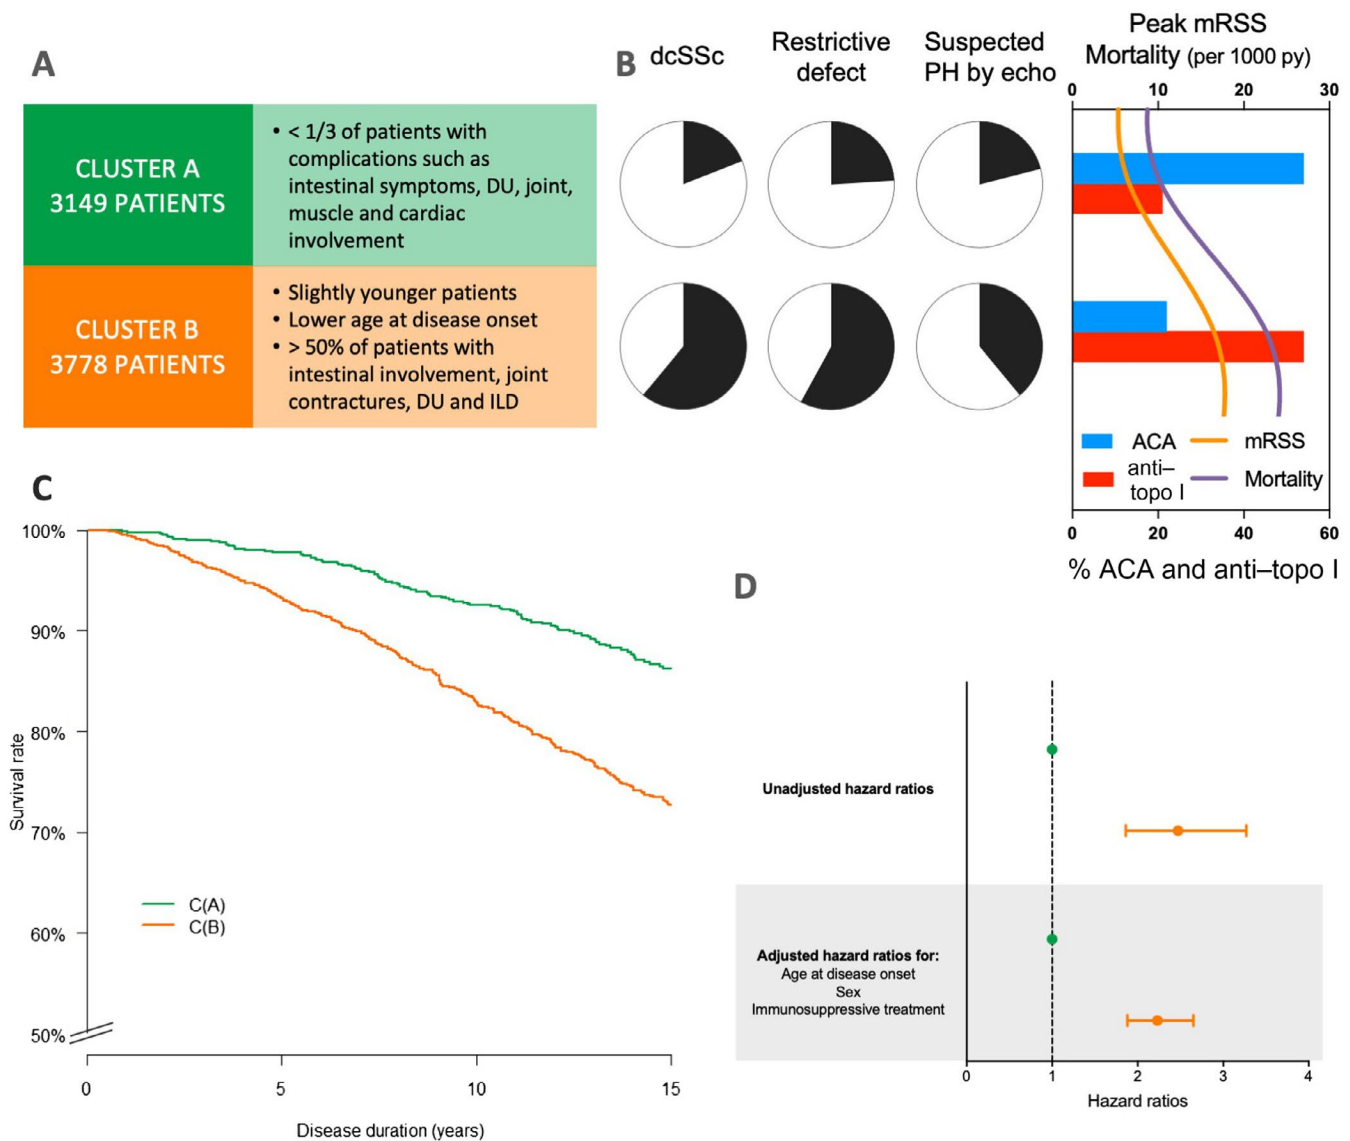 A
CLUSTER A
3149 PATIENTS
• < 1/3 of patients with
complications such as
intestinal symptoms, DU, joint,
muscle and cardiac
involvement
CLUSTER B
3778 PATIENTS
• Slightly younger patients
• Lower age at disease onset
• > 50% of patients with
intestinal involvement, joint
contractures, DU and ILD
B
dcSSc
Restrictive
defect
Suspected
PH by echo
Peak mRSS
Mortality (per 1000 py)
0 10 20 30
ACA
mRSS
anti–
topo I
Mortality
0 20 40 60
% ACA and anti–topo I
C
100%
90%
80%
70%
60%
50%
Survival rate
C(A)
C(B)
0 5 10 15
Disease duration (years)
D
Unadjusted hazard ratios
Adjusted hazard ratios for:
Age at disease onset
Sex
Immunosuppressive treatment
0 1 2 3 4
Hazard ratios